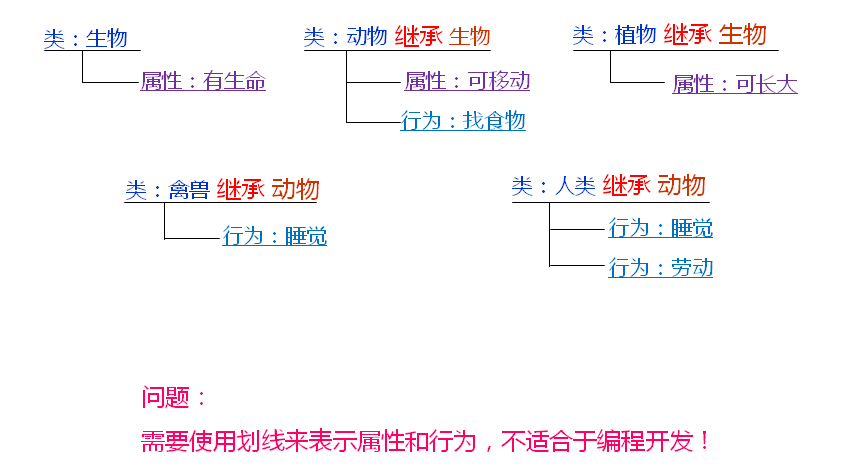 类：生物
类：动物 继承 生物
类：植物 继承 生物
属性：有生命
属性：可移动
属性：可长大
行为：找食物
类：禽兽 继承 动物
类：人类 继承 动物
行为：睡觉
行为：睡觉
行为：劳动
问题：
需要使用划线来表示属性和行为，不适合于编程开发！